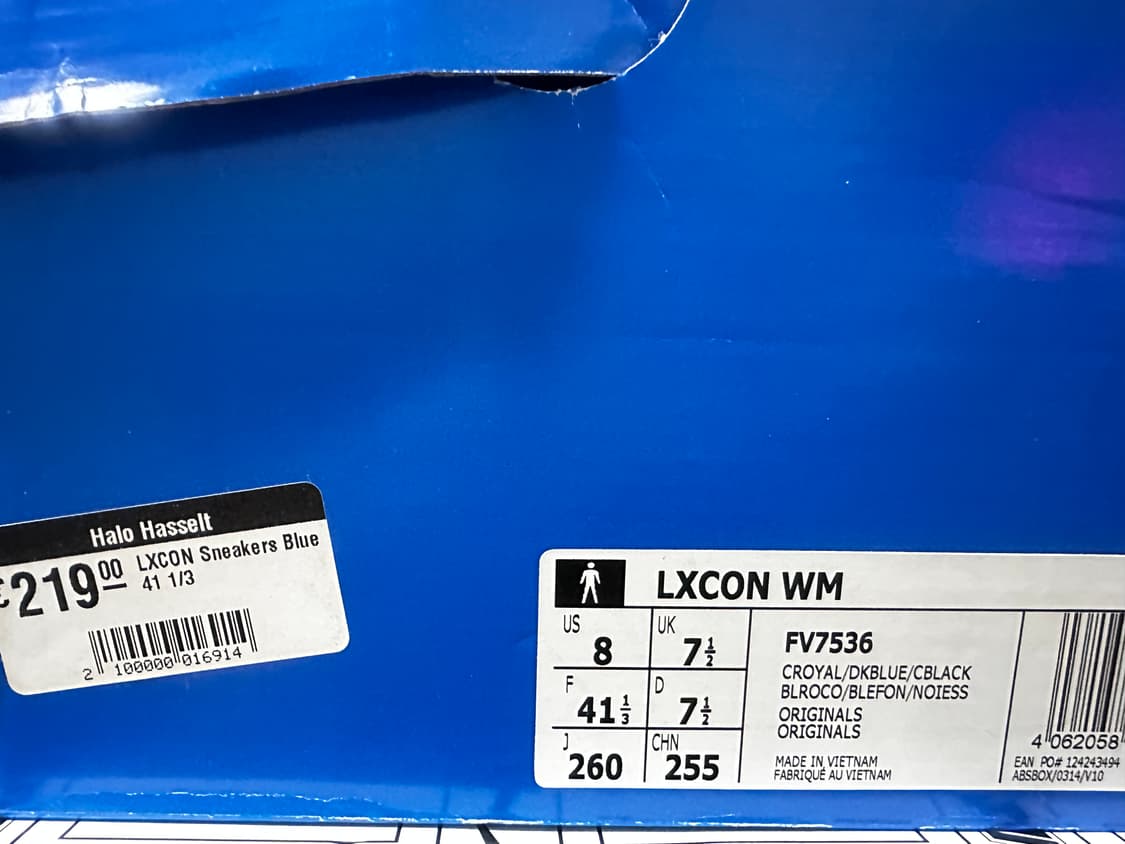 Halo Hasselt
€219 00 LXCON Sneakers Blue
41 1/3
2 100000 016914
LXCON WM
US 8 UK 7½
F 41⅓ D 7½
J 260 CHN 255
FV7536
CROYAL/DKBLUE/CBLACK
BLROCO/BLEFON/NOIESS
ORIGINALS
ORIGINALS
MADE IN VIETNAM
FABRIQUÉ AU VIETNAM
4 062058
EAN PO# 124243494
ABSBOX/0314/V10